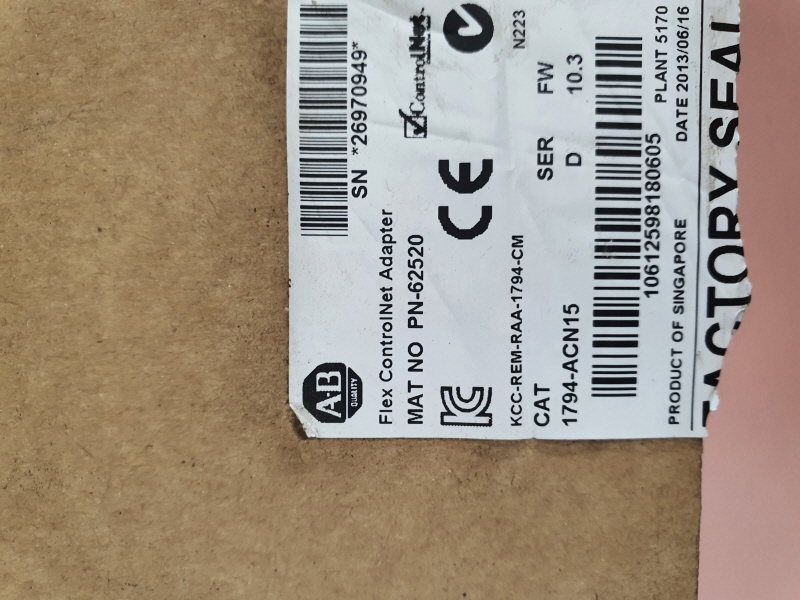 *26970949*
SN
A-B
QUALITY
Flex ControlNet Adapter
ControlNet
MAT NO PN-62520
CE
N223
KCC-REM-RAA-1794-CM
CAT SER FW
1794-ACN15 D 10.3
10612598180605
PLANT 5170
PRODUCT OF SINGAPORE DATE 2013/06/16
FACTORY SEAL